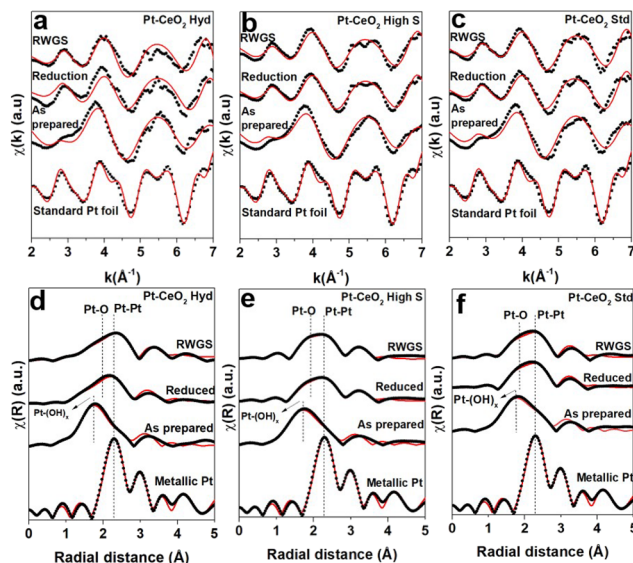 a Pt-CeO₂ Hyd
RWGS
Reduction
As
prepared
Standard Pt foil
χ(k) (a.u)
2 3 4 5 6 7
k(Å⁻¹)
b Pt-CeO₂ High S
RWGS
Reduction
As
prepared
Standard Pt foil
2 3 4 5 6 7
k(Å⁻¹)
c Pt-CeO₂ Std
RWGS
Reduction
As
prepared
Standard Pt foil
χ(k) (a.u)
2 3 4 5 6 7
k(Å⁻¹)
d Pt-CeO₂ Hyd
Pt-O Pt-Pt
RWGS
Reduced
Pt-(OH)ₓ
As prepared
Metallic Pt
χ(R) (a.u.)
0 1 2 3 4 5
Radial distance (Å)
e Pt-CeO₂ High S
Pt-O Pt-Pt
RWGS
Reduced
Pt-(OH)ₓ
As prepared
Metallic Pt
0 1 2 3 4 5
Radial distance (Å)
f Pt-CeO₂ Std
Pt-O Pt-Pt
RWGS
Reduced
Pt-(OH)ₓ
As prepared
Metallic Pt
χ(R) (a.u.)
0 1 2 3 4 5
Radial distance (Å)